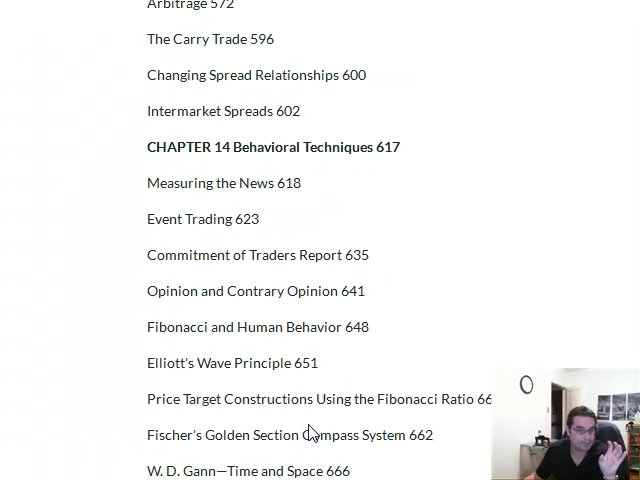 Arbitrage 572
The Carry Trade 596
Changing Spread Relationships 600
Intermarket Spreads 602
CHAPTER 14 Behavioral Techniques 617
Measuring the News 618
Event Trading 623
Commitment of Traders Report 635
Opinion and Contrary Opinion 641
Fibonacci and Human Behavior 648
Elliott’s Wave Principle 651
Price Target Constructions Using the Fibonacci Ratio
Fischer’s Golden Section Compass System 662
W. D. Gann—Time and Space 666